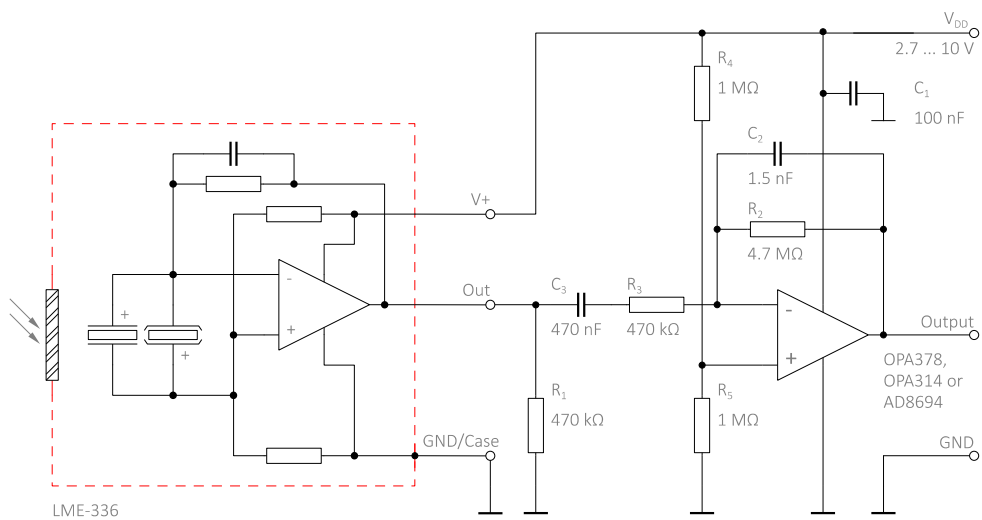 V_DD
2.7 ... 10 V
R₄
1 MΩ
C₁
100 nF
C₂
1.5 nF
R₂
4.7 MΩ
V+
-
+
+
+
Out
C₃
470 nF
R₃
470 kΩ
-
+
Output
OPA378,
OPA314 or
AD8694
R₁
470 kΩ
R₅
1 MΩ
GND/Case
GND
LME-336